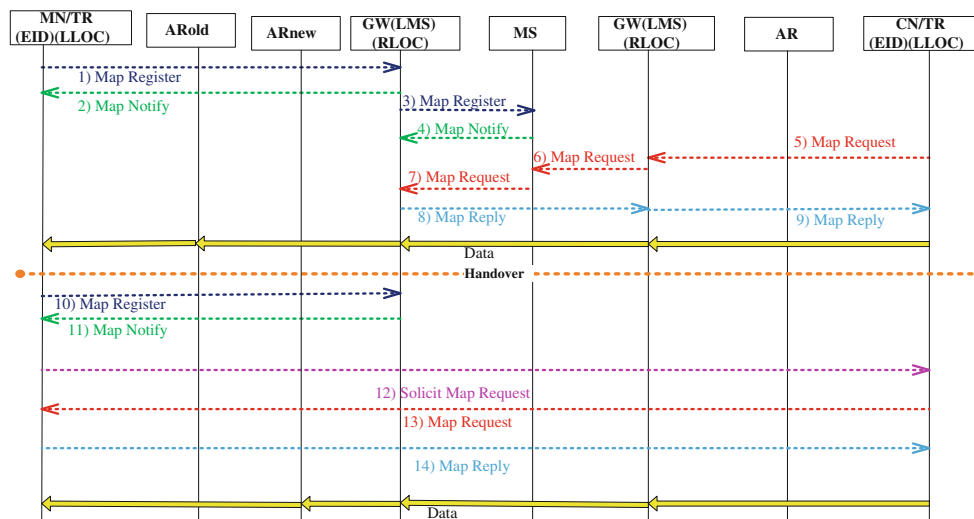 MN/TR
(EID)(LLOC)
ARold
ARnew
GW(LMS)
(RLOC)
MS
GW(LMS)
(RLOC)
AR
CN/TR
(EID)(LLOC)
1) Map Register
2) Map Notify
3) Map Register
4) Map Notify
5) Map Request
6) Map Request
7) Map Request
8) Map Reply
9) Map Reply
Data
Handover
10) Map Register
11) Map Notify
12) Solicit Map Request
13) Map Request
14) Map Reply
Data